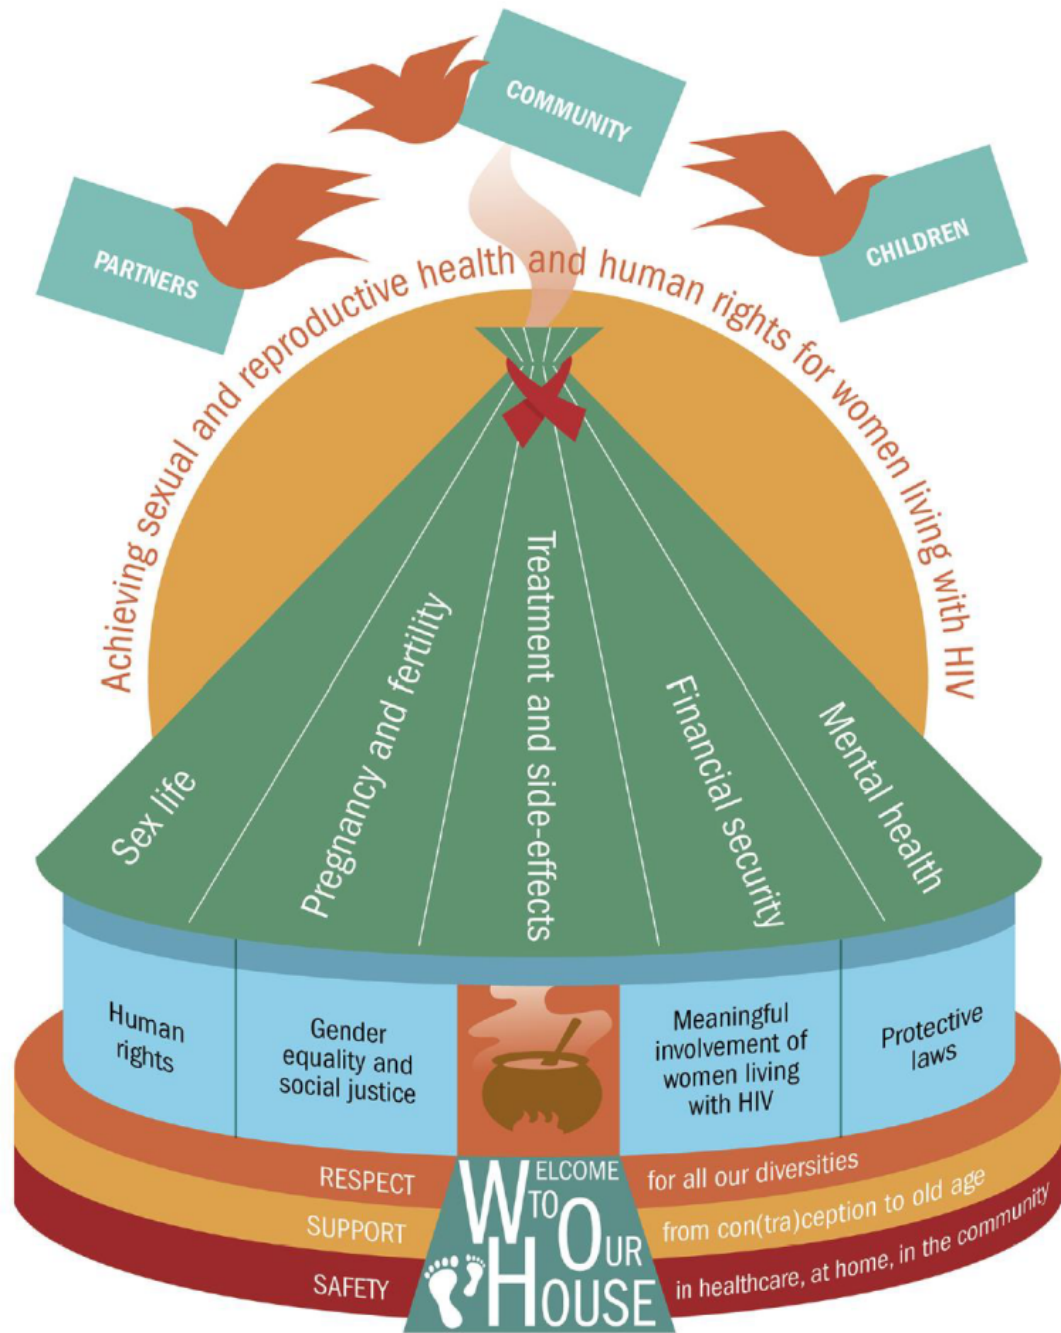 COMMUNITY
PARTNERS
CHILDREN
Achieving sexual and reproductive health and human rights for women living with HIV
Sex life
Pregnancy and fertility
Treatment and side-effects
Financial security
Mental health
Human
rights
Gender
equality and
social justice
Meaningful
involvement of
women living
with HIV
Protective
laws
RESPECT for all our diversities
SUPPORT from con(tra)ception to old age
SAFETY in healthcare, at home, in the community
WELCOME
TO
OUR
HOUSE